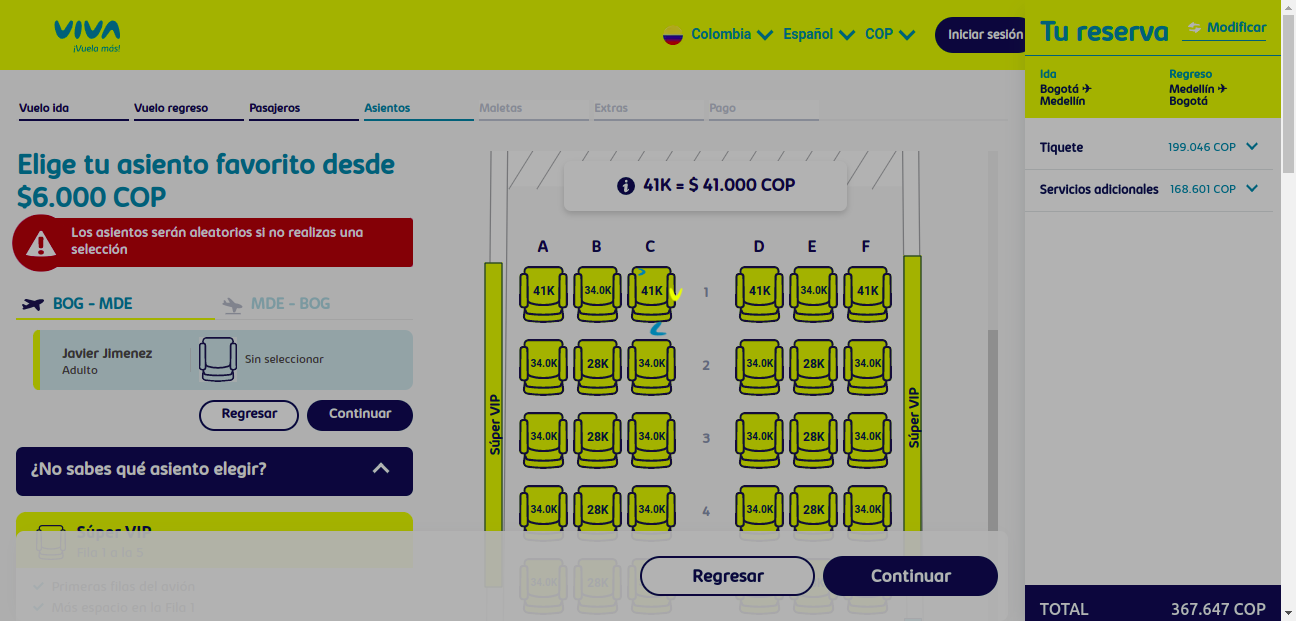 VIVA
¡Vuela más!
Colombia
Español
COP
Iniciar sesión
Tu reserva
Modificar
Ida
Bogotá ✈
Medellín
Regreso
Medellín ✈
Bogotá
Vuelo ida
Vuelo regreso
Pasajeros
Asientos
Maletas
Extras
Pago
Tiquete
199.046 COP
Servicios adicionales
168.601 COP
Elige tu asiento favorito desde
$6.000 COP
Los asientos serán aleatorios si no realizas una
selección
BOG - MDE
MDE - BOG
Javier Jimenez
Adulto
Sin seleccionar
Regresar
Continuar
¿No sabes qué asiento elegir?
Súper VIP
Fila 1 a la 5
Primeras filas del avión
Más espacio en la Fila 1
41K = $ 41.000 COP
A B C D E F
41K 34.0K 41K 1 41K 34.0K 41K
34.0K 28K 34.0K 2 34.0K 28K 34.0K
34.0K 28K 34.0K 3 34.0K 28K 34.0K
34.0K 28K 34.0K 4 34.0K 28K 34.0K
34.0K 28K
Súper VIP
Súper VIP
Regresar
Continuar
TOTAL
367.647 COP